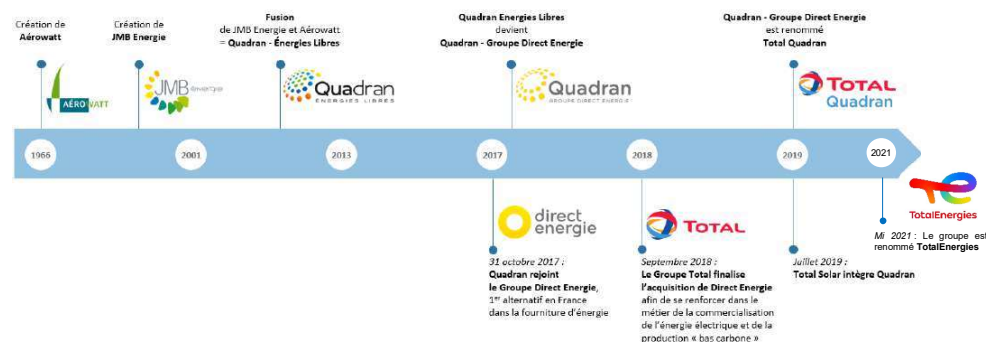 Création de
Aérowatt
Création de
JMB Energie
Fusion
de JMB Energie et Aérowatt
= Quadran - Énergies Libres
Quadran Energies Libres
devient
Quadran - Groupe Direct Energie
Quadran - Groupe Direct Energie
est renommé
Total Quadran
AÉROWATT
JMB énergie
Quadran
ENERGIES LIBRES
Quadran
GROUPE DIRECT ENERGIE
TOTAL
Quadran
1966
2001
2013
2017
2018
2019
2021
direct
energie
TOTAL
TotalEnergies
31 octobre 2017 :
Quadran rejoint
le Groupe Direct Energie,
1er alternatif en France
dans la fourniture d'énergie
Septembre 2018 :
Le Groupe Total finalise
l'acquisition de Direct Energie
afin de se renforcer dans le
métier de la commercialisation
de l'énergie électrique et de la
production « bas carbone »
Juillet 2019 :
Total Solar intègre Quadran
Mi 2021 : Le groupe est
renommé TotalEnergies